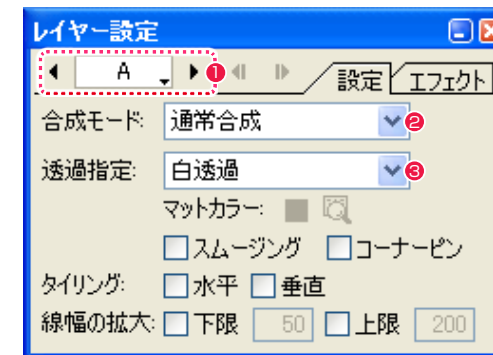 レイヤー設定
A ❶ 設定 エフェクト
合成モード: 通常合成 ❷
透過指定: 白透過 ❸
マットカラー:
スムージング コーナーピン
タイリング: 水平 垂直
線幅の拡大: 下限 50 上限 200